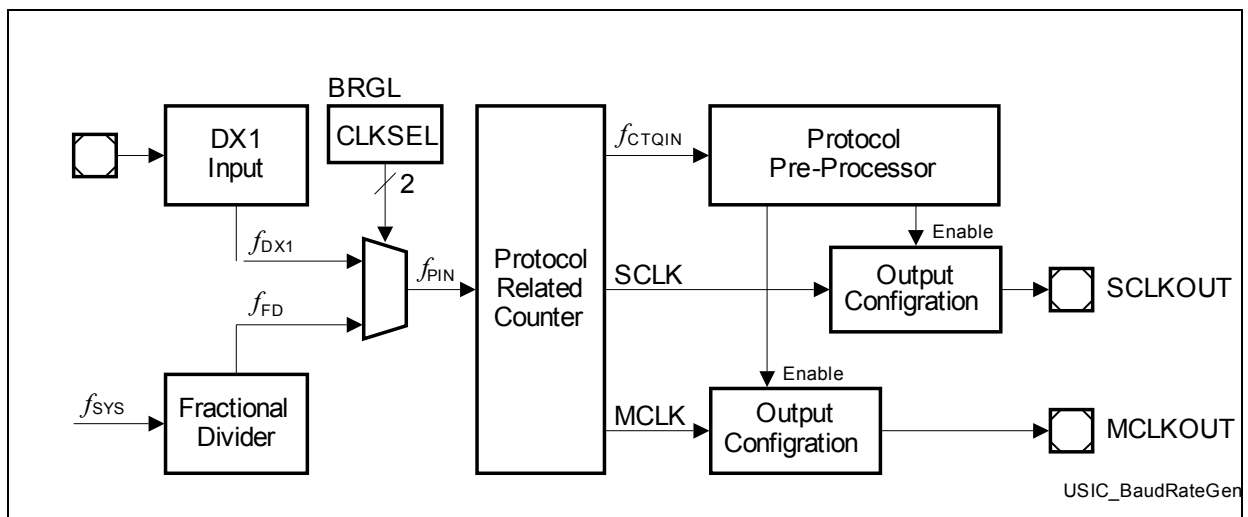 BRGL
CLKSEL
2
DX1
Input
fDX1
fFD
fSYS
Fractional
Divider
fPIN
Protocol
Related
Counter
fCTQIN
Protocol
Pre-Processor
Enable
SCLK
Output
Configration
SCLKOUT
Enable
MCLK
Output
Configration
MCLKOUT
USIC_BaudRateGen